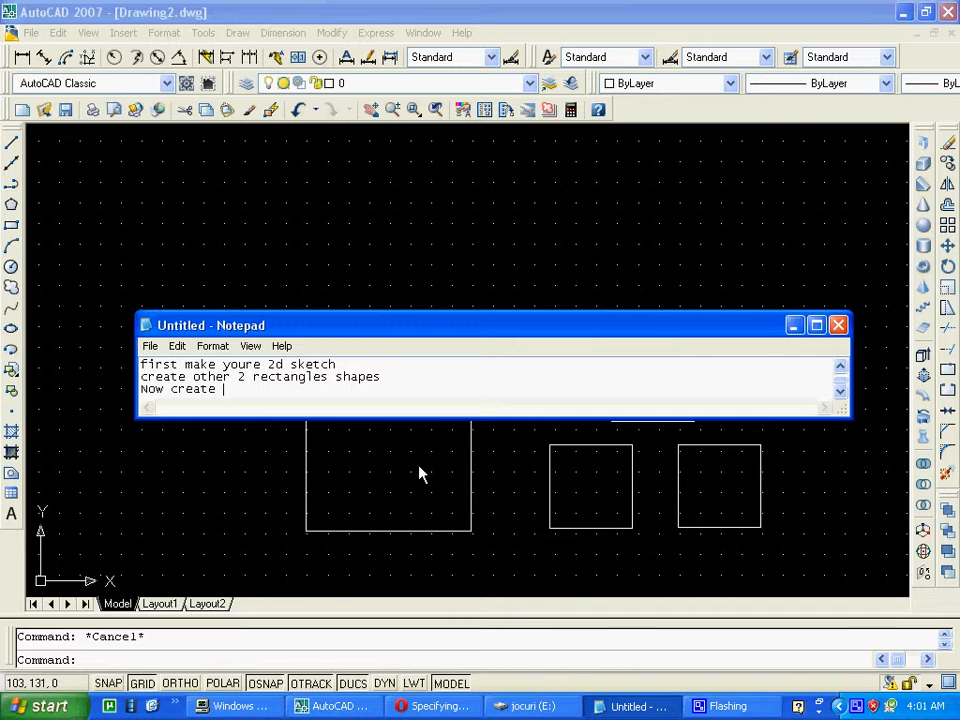 AutoCAD 2007 - [Drawing2.dwg]
File Edit View Insert Format Tools Draw Dimension Modify Express Window Help
Standard Standard Standard Standard
AutoCAD Classic 0 ByLayer ByLayer ByL
Untitled - Notepad
File Edit Format View Help
first make youre 2d sketch
create other 2 rectangles shapes
Now create
Y
X
A
Model Layout1 Layout2
Command: *Cancel*
Command:
103,131,0 SNAP GRID ORTHO POLAR OSNAP OTRACK DUCS DYN LWT MODEL
start Windows ... AutoCAD ... Specifying... jocuri (E:) Untitled - ... Flashing 4:01 AM